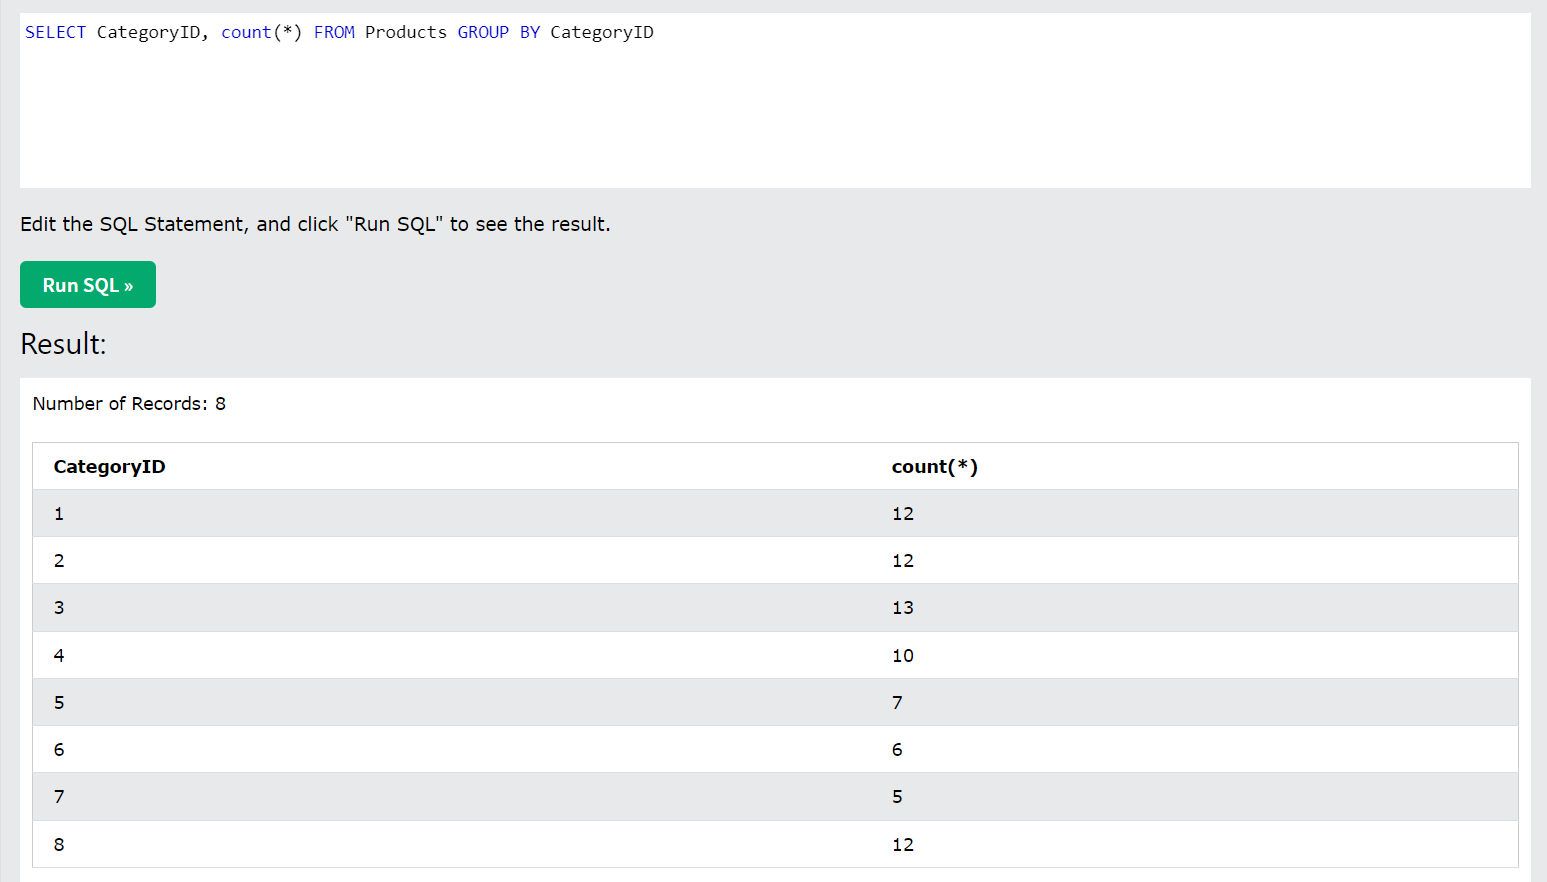 SELECT CategoryID, count(*) FROM Products GROUP BY CategoryID
Edit the SQL Statement, and click "Run SQL" to see the result.
Run SQL »
Result:
Number of Records: 8
CategoryID count(*)
1 12
2 12
3 13
4 10
5 7
6 6
7 5
8 12